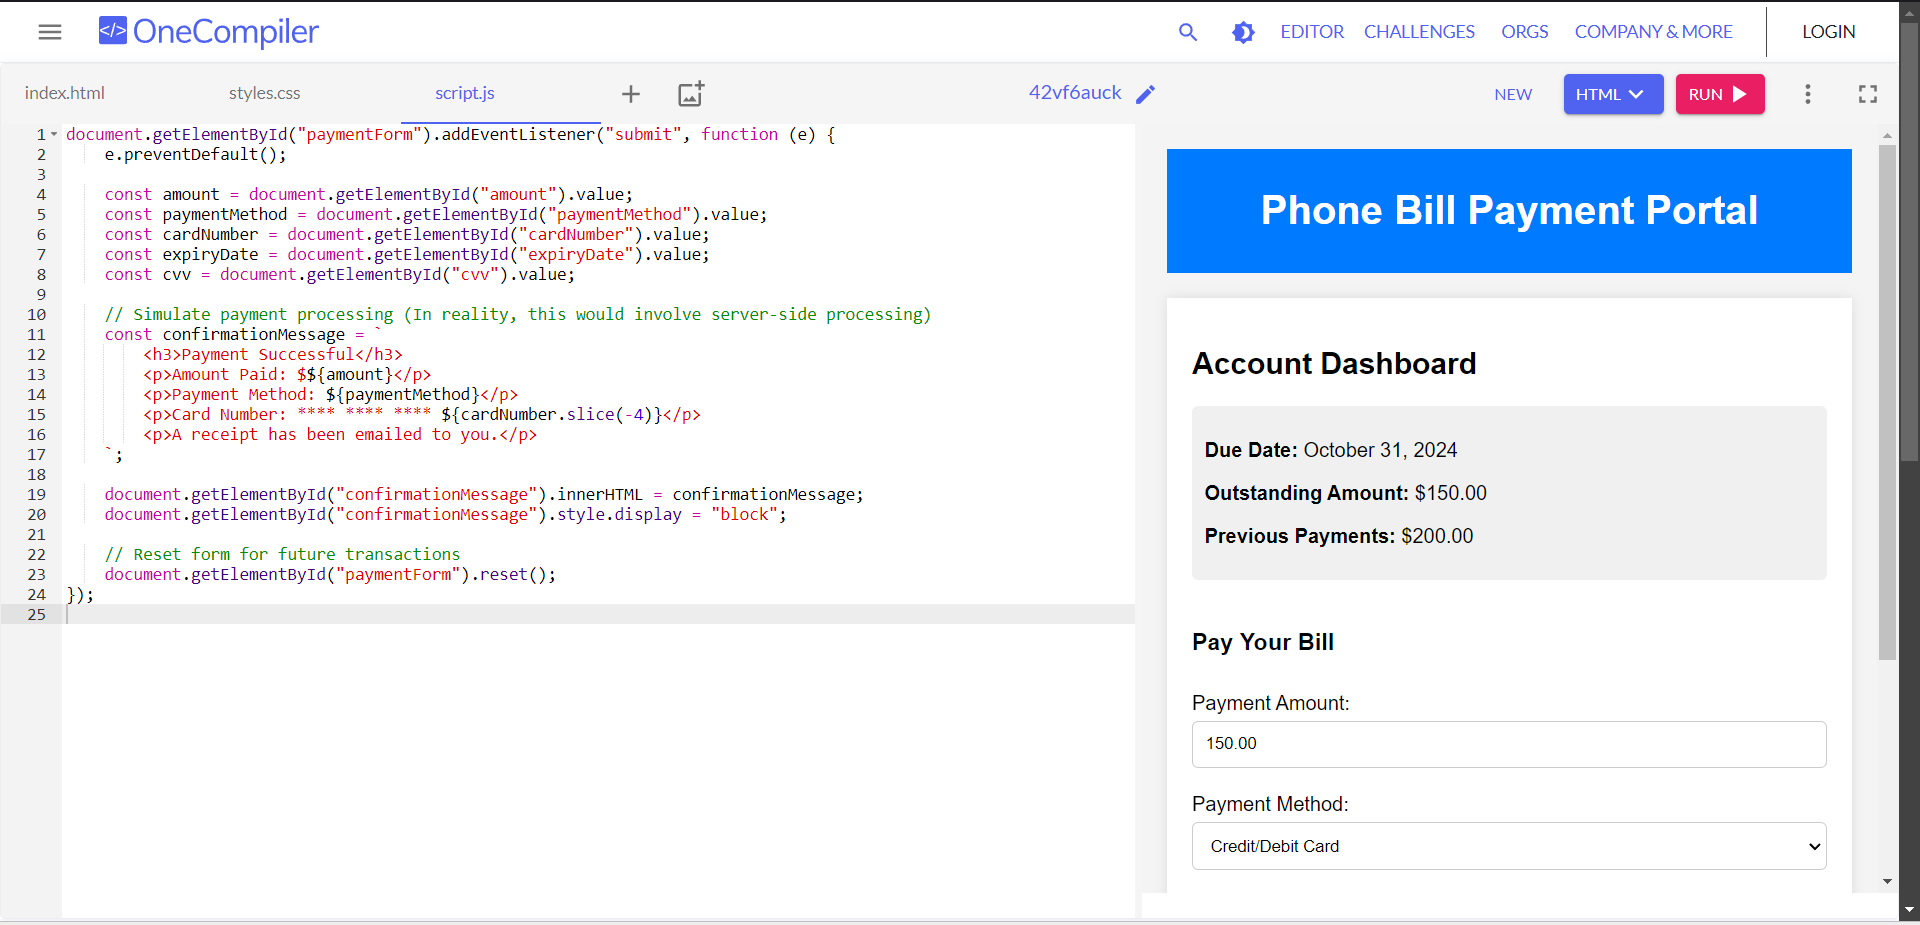 </> OneCompiler
EDITOR CHALLENGES ORGS COMPANY & MORE LOGIN
index.html styles.css script.js
42vf6auck
NEW HTML RUN
1 document.getElementById("paymentForm").addEventListener("submit", function (e) {
2     e.preventDefault();
3
4     const amount = document.getElementById("amount").value;
5     const paymentMethod = document.getElementById("paymentMethod").value;
6     const cardNumber = document.getElementById("cardNumber").value;
7     const expiryDate = document.getElementById("expiryDate").value;
8     const cvv = document.getElementById("cvv").value;
9
10     // Simulate payment processing (In reality, this would involve server-side processing)
11     const confirmationMessage = `
12         <h3>Payment Successful</h3>
13         <p>Amount Paid: $${amount}</p>
14         <p>Payment Method: ${paymentMethod}</p>
15         <p>Card Number: **** **** **** ${cardNumber.slice(-4)}</p>
16         <p>A receipt has been emailed to you.</p>
17     `;
18
19     document.getElementById("confirmationMessage").innerHTML = confirmationMessage;
20     document.getElementById("confirmationMessage").style.display = "block";
21
22     // Reset form for future transactions
23     document.getElementById("paymentForm").reset();
24 });
25
Phone Bill Payment Portal
Account Dashboard
Due Date: October 31, 2024
Outstanding Amount: $150.00
Previous Payments: $200.00
Pay Your Bill
Payment Amount:
150.00
Payment Method:
Credit/Debit Card